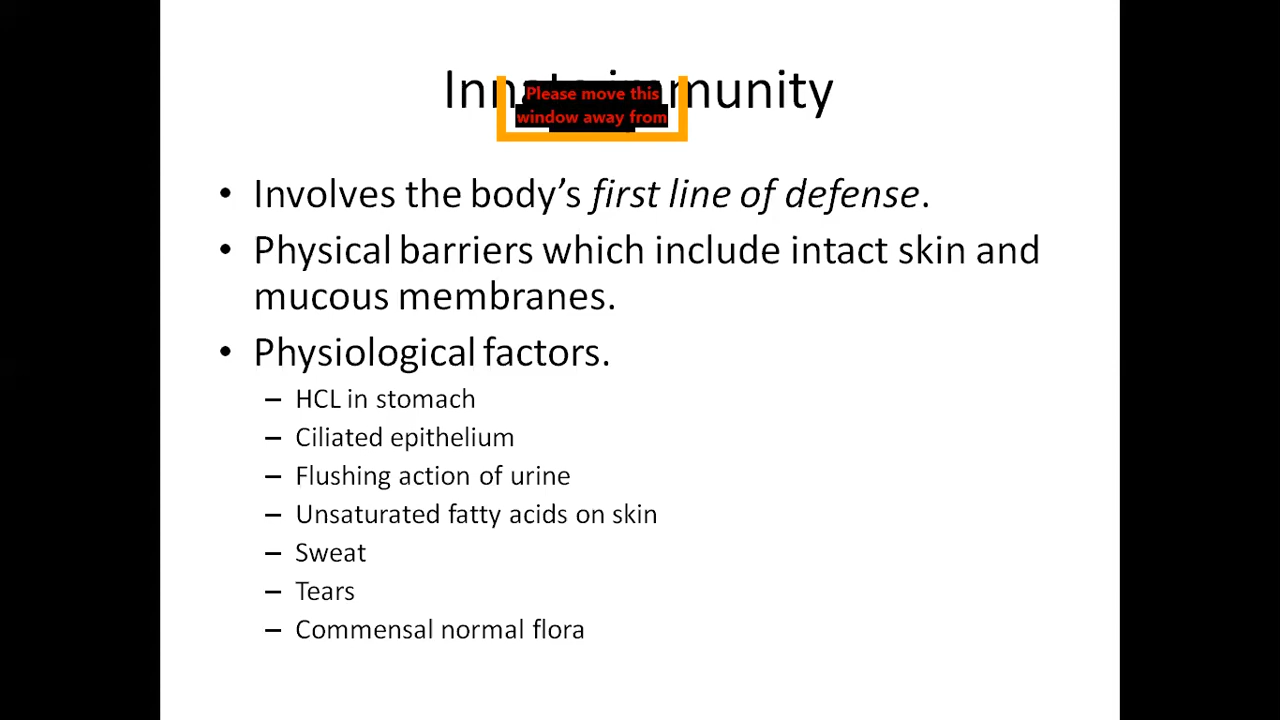 Innate immunity
Please move this
window away from
• Involves the body's first line of defense.
• Physical barriers which include intact skin and
mucous membranes.
• Physiological factors.
– HCL in stomach
– Ciliated epithelium
– Flushing action of urine
– Unsaturated fatty acids on skin
– Sweat
– Tears
– Commensal normal flora